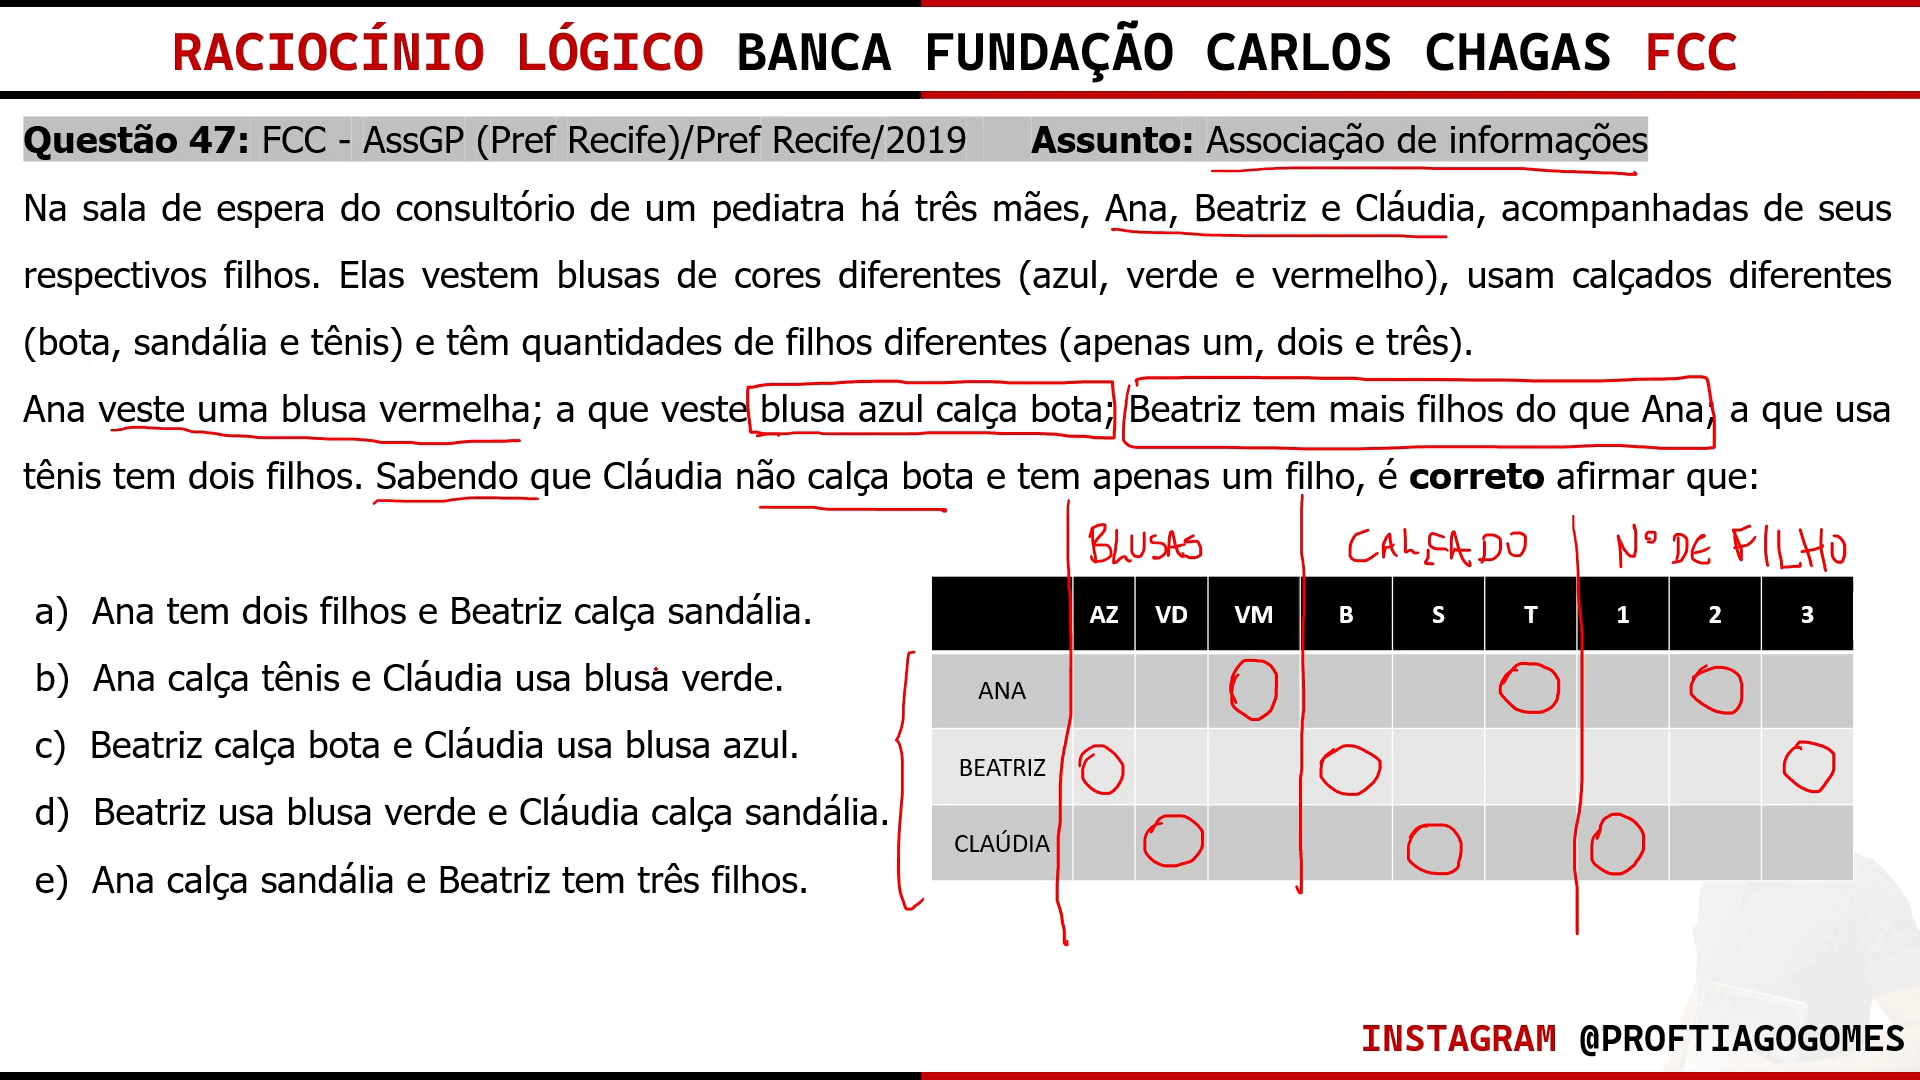 RACIOCÍNIO LÓGICO BANCA FUNDAÇÃO CARLOS CHAGAS FCC
Questão 47: FCC - AssGP (Pref Recife)/Pref Recife/2019 Assunto: Associação de informações
Na sala de espera do consultório de um pediatra há três mães, Ana, Beatriz e Cláudia, acompanhadas de seus
respectivos filhos. Elas vestem blusas de cores diferentes (azul, verde e vermelho), usam calçados diferentes
(bota, sandália e tênis) e têm quantidades de filhos diferentes (apenas um, dois e três).
Ana veste uma blusa vermelha; a que veste blusa azul calça bota; Beatriz tem mais filhos do que Ana; a que usa
tênis tem dois filhos. Sabendo que Cláudia não calça bota e tem apenas um filho, é correto afirmar que:
a) Ana tem dois filhos e Beatriz calça sandália.
b) Ana calça tênis e Cláudia usa blusa verde.
c) Beatriz calça bota e Cláudia usa blusa azul.
d) Beatriz usa blusa verde e Cláudia calça sandália.
e) Ana calça sandália e Beatriz tem três filhos.
BLUSAS CALÇADO Nº DE FILHO
AZ VD VM B S T 1 2 3
ANA
BEATRIZ
CLAÚDIA
INSTAGRAM @PROFTIAGOGOMES